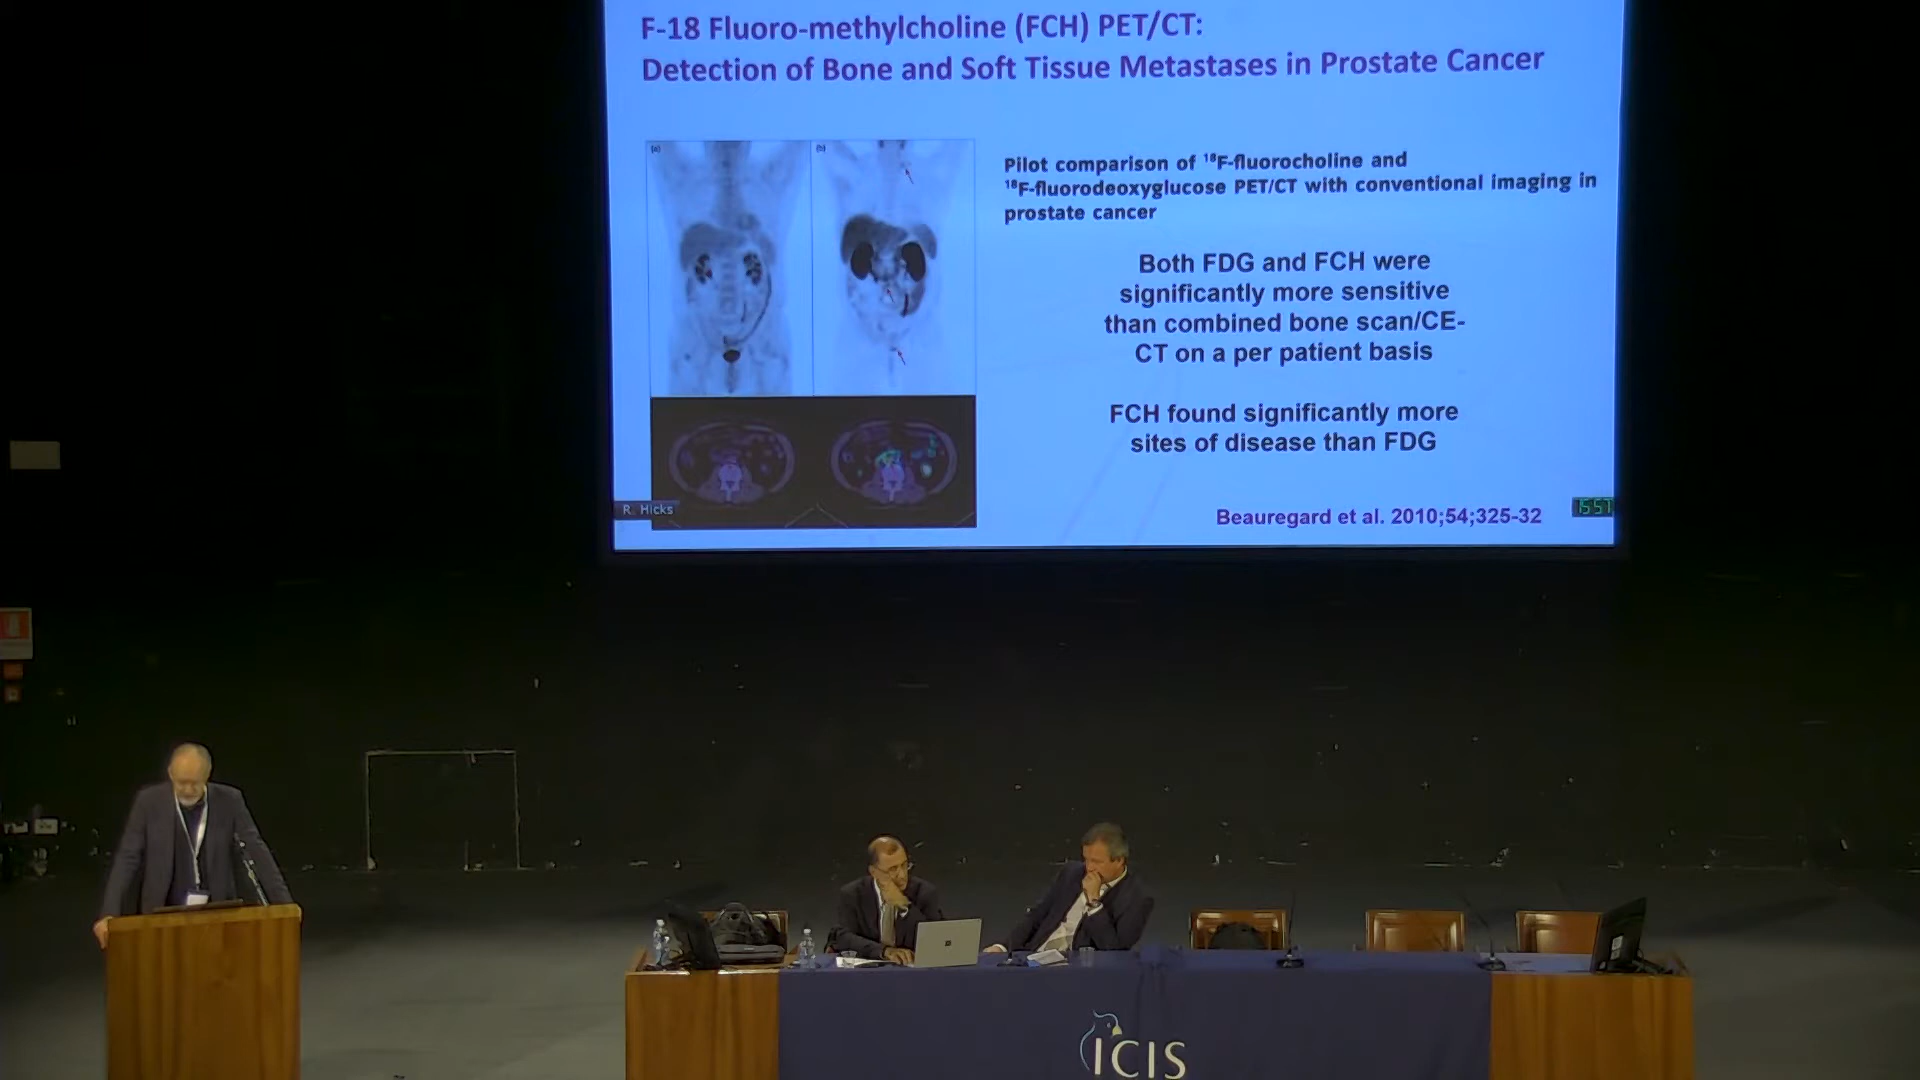 F-18 Fluoro-methylcholine (FCH) PET/CT:
Detection of Bone and Soft Tissue Metastases in Prostate Cancer
(a)
(b)
Pilot comparison of ¹⁸F-fluorocholine and
¹⁸F-fluorodeoxyglucose PET/CT with conventional imaging in
prostate cancer
Both FDG and FCH were
significantly more sensitive
than combined bone scan/CE-
CT on a per patient basis
FCH found significantly more
sites of disease than FDG
R. Hicks
Beauregard et al. 2010;54;325-32
15:57
ICIS